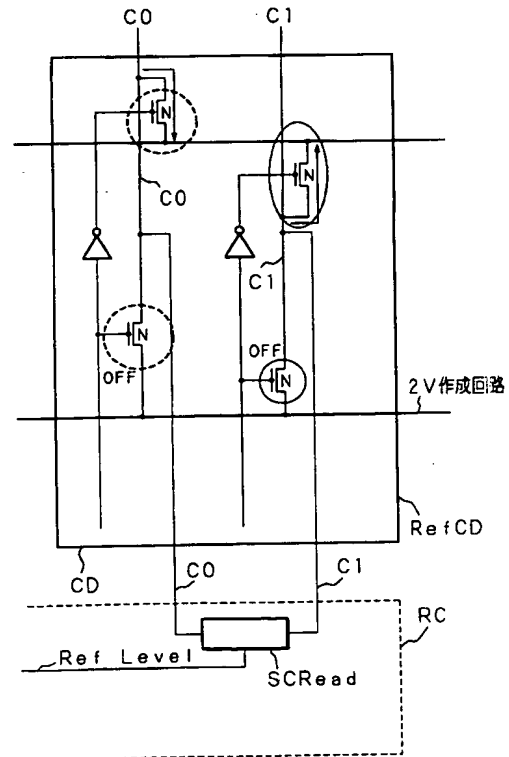 C0 C1
N
N
C0
C1
N
OFF
OFF
N
2V作成回路
RefCD
CD
C0
C1
RC
Ref Level
SCRead